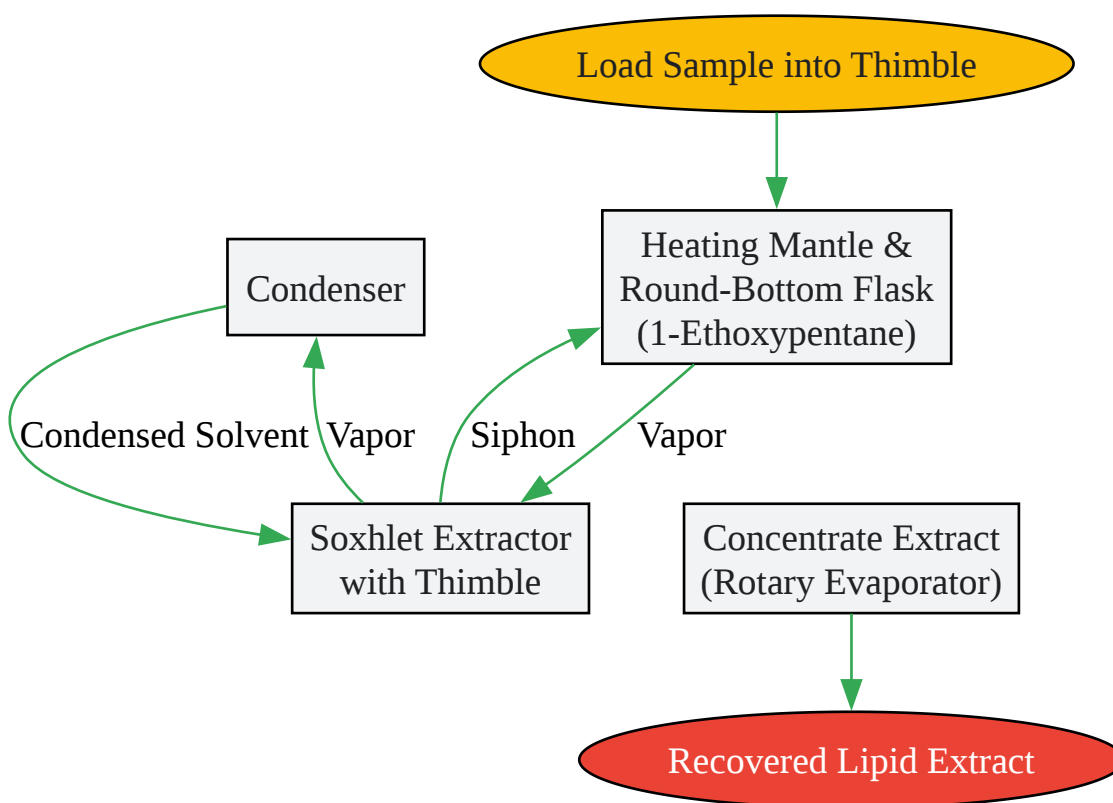 Load Sample into Thimble
Heating Mantle &
Round-Bottom Flask
(1-Ethoxypentane)
Condenser
Condensed Solvent
Vapor
Siphon
Vapor
Soxhlet Extractor
with Thimble
Concentrate Extract
(Rotary Evaporator)
Recovered Lipid Extract